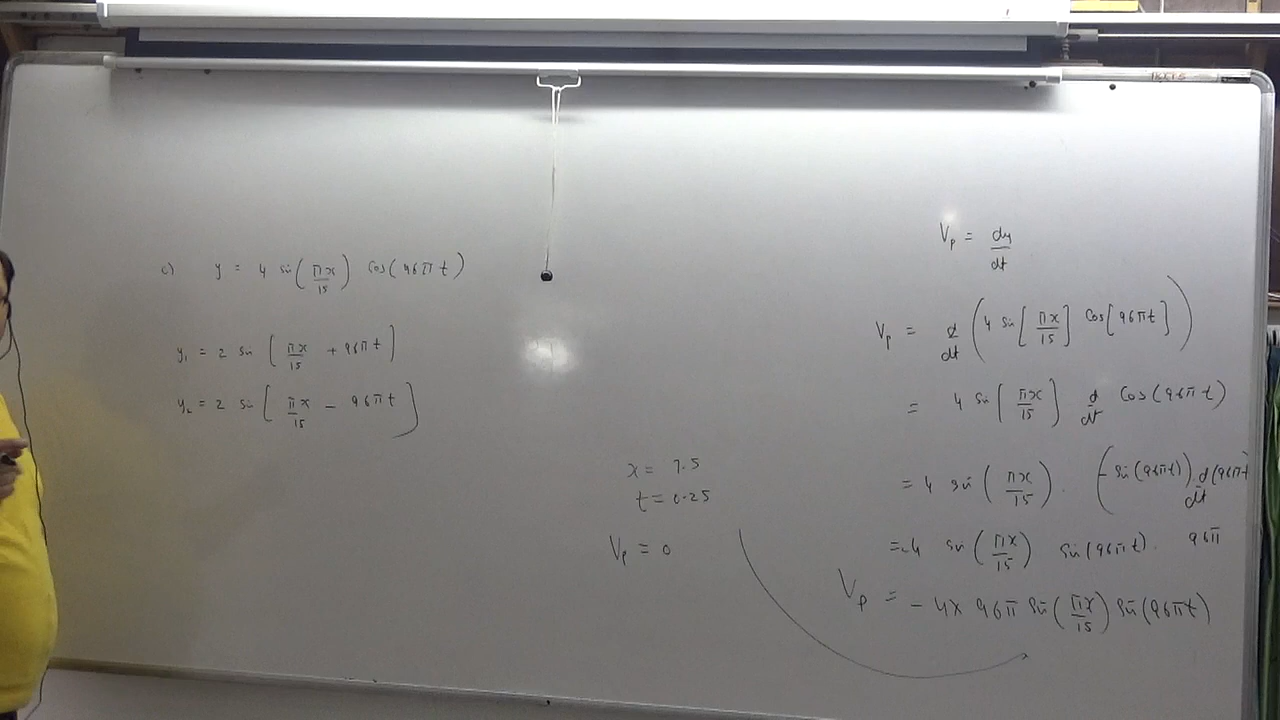 c) y = 4 sin(πx/15) cos(96πt)
y₁ = 2 sin [πx/15 + 96πt]
y₂ = 2 sin [πx/15 - 96πt]
x = 7.5
t = 0.25
Vp = 0
Vp = dy/dt
Vp = d/dt (4 sin[πx/15] cos[96πt])
= 4 sin[πx/15] d/dt cos(96πt)
= 4 sin(πx/15) . (-sin(96πt)) . d/dt (96πt
= -4 sin(πx/15) sin(96πt) . 96π
Vp = -4x 96π sin(πx/15) sin(96πt)